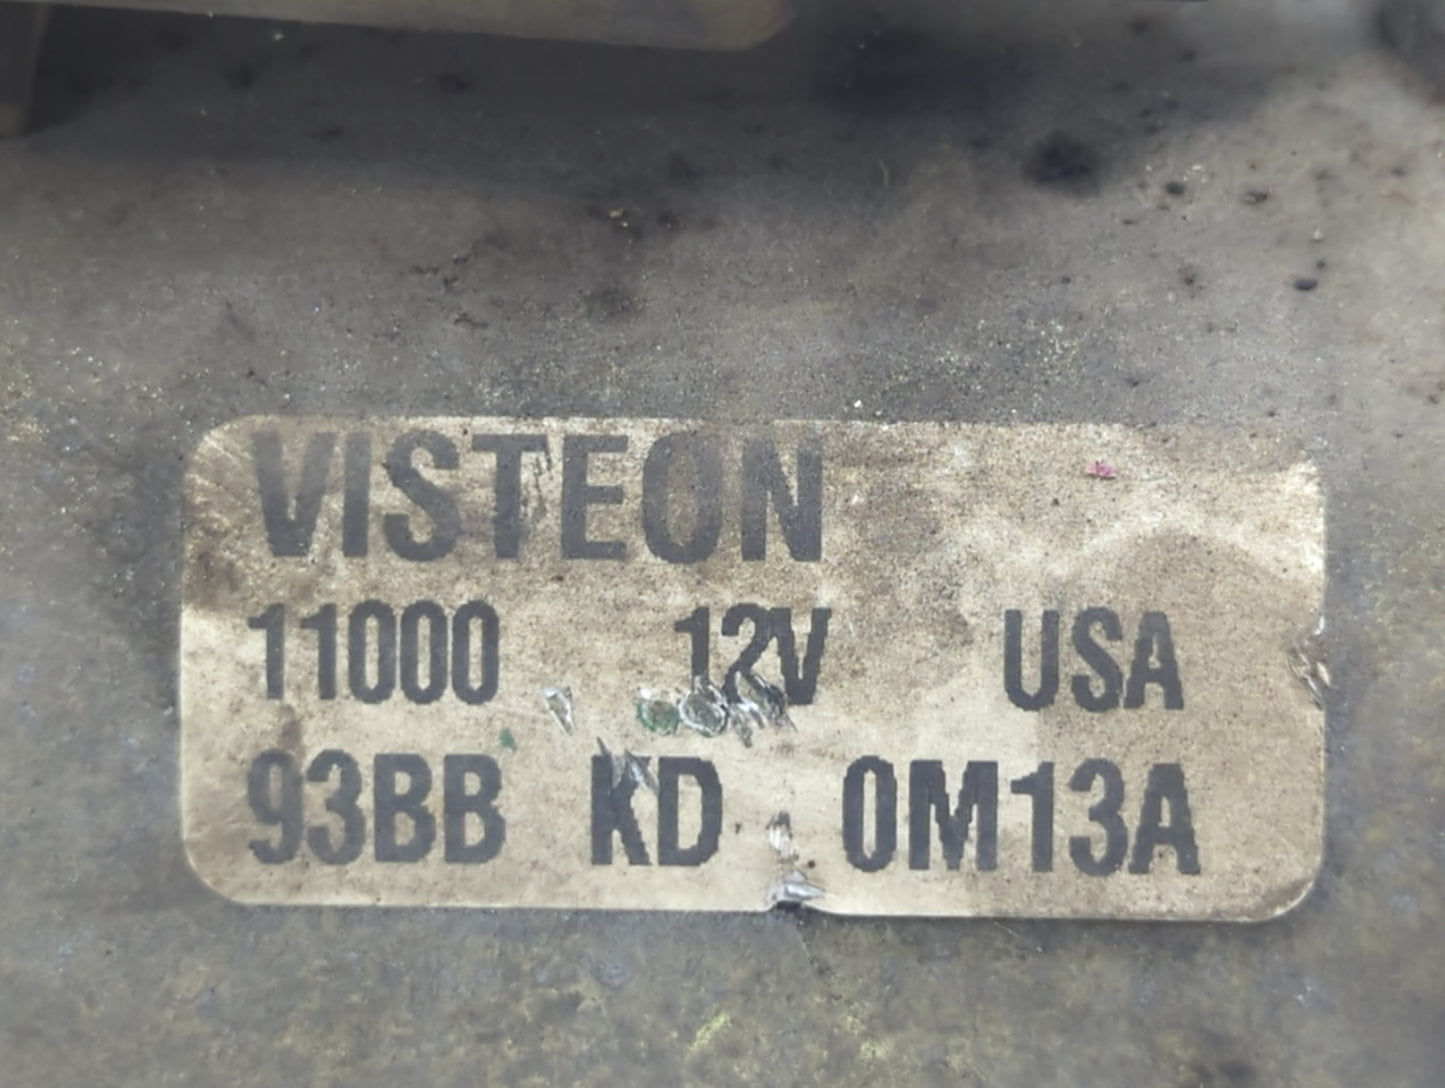 VISTEON
11000 12V USA
93BB KD 0M13A